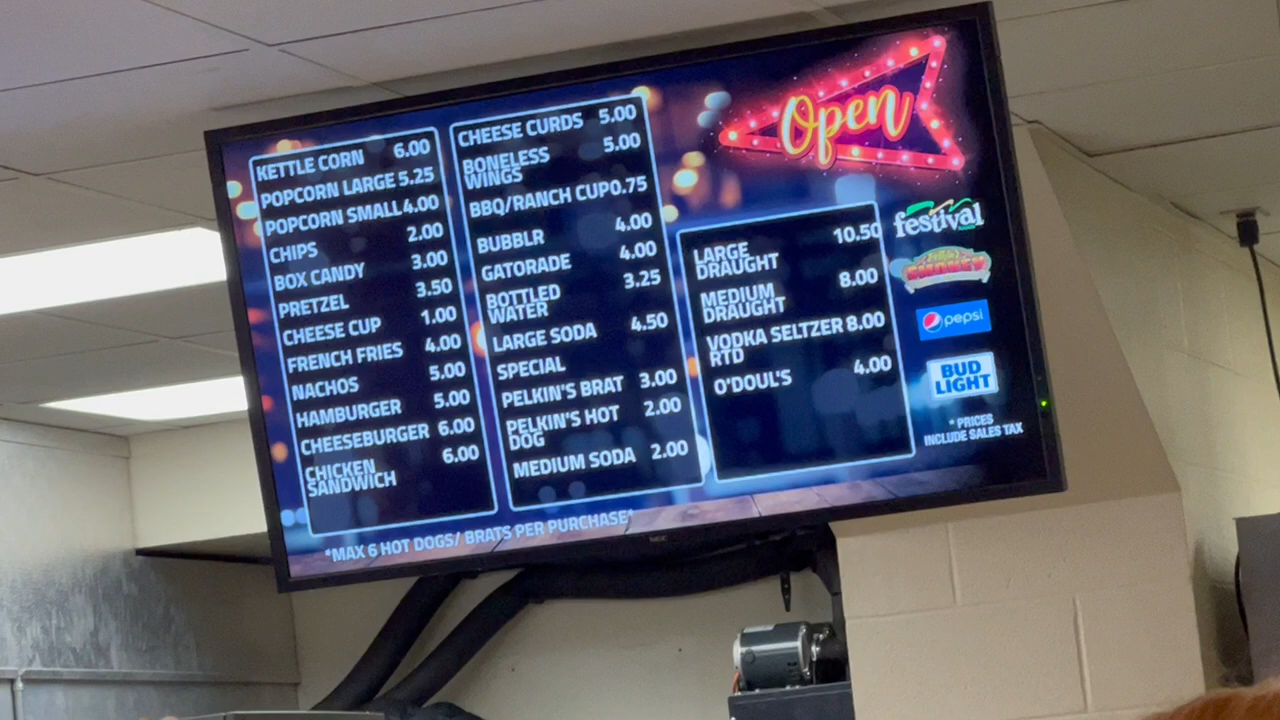 KETTLE CORN 6.00
POPCORN LARGE 5.25
POPCORN SMALL 4.00
CHIPS 2.00
BOX CANDY 3.00
PRETZEL 3.50
CHEESE CUP 1.00
FRENCH FRIES 4.00
NACHOS 5.00
HAMBURGER 5.00
CHEESEBURGER 6.00
CHICKEN 6.00
SANDWICH
CHEESE CURDS 5.00
BONELESS 5.00
WINGS
BBQ/RANCH CUP 0.75
BUBBLR 4.00
GATORADE 4.00
BOTTLED 3.25
WATER
LARGE SODA 4.50
SPECIAL
PELKIN'S BRAT 3.00
PELKIN'S HOT 2.00
DOG
MEDIUM SODA 2.00
*MAX 6 HOT DOGS/ BRATS PER PURCHASE*
Open
LARGE 10.50
DRAUGHT
MEDIUM 8.00
DRAUGHT
VODKA SELTZER 8.00
RTD
O'DOUL'S 4.00
festival
SMOKEY
pepsi
BUD
LIGHT
* PRICES
INCLUDE SALES TAX
NEC